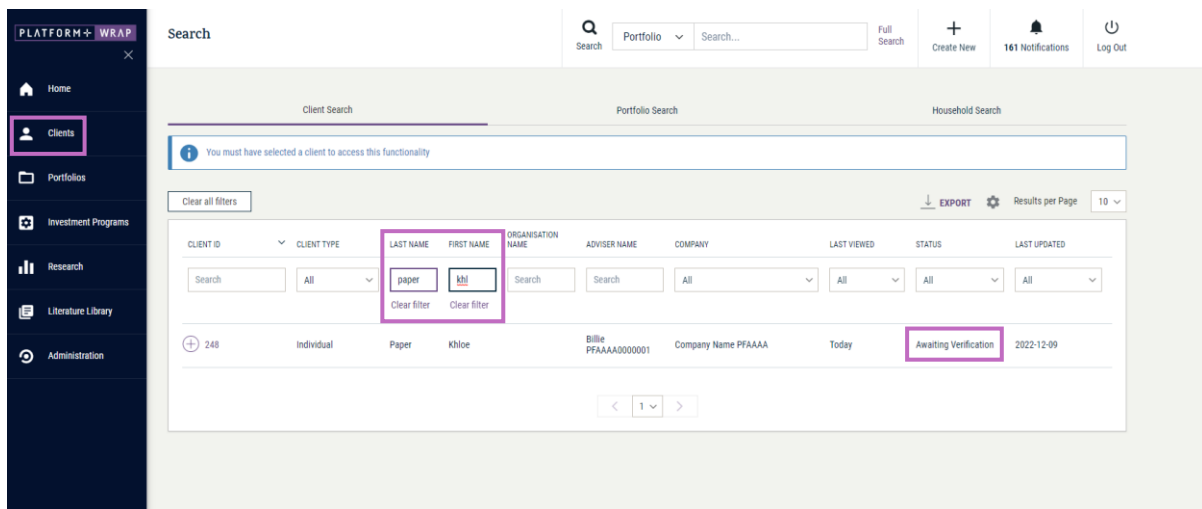 PLATFORM+ WRAP
Search
Search
Portfolio
Search...
Full
Search
Create New
161 Notifications
Log Out
Home
Clients
Portfolios
Investment Programs
Research
Literature Library
Administration
Client Search
Portfolio Search
Household Search
You must have selected a client to access this functionality
Clear all filters
EXPORT
Results per Page
10
CLIENT ID
CLIENT TYPE
LAST NAME
FIRST NAME
ORGANISATION
NAME
ADVISER NAME
COMPANY
LAST VIEWED
STATUS
LAST UPDATED
Search
All
paper
khl
Search
Search
All
All
All
All
Clear filter
Clear filter
248
Individual
Paper
Khloe
Billie
PFAAAA0000001
Company Name PFAAAA
Today
Awaiting Verification
2022-12-09
1